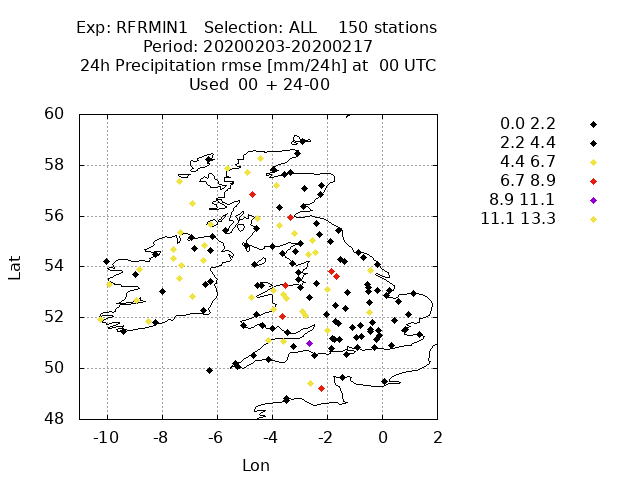 Exp: RFRMIN1 Selection: ALL 150 stations
Period: 20200203-20200217
24h Precipitation rmse [mm/24h] at 00 UTC
Used 00 + 24-00
60
58
56
54
52
50
48
-10 -8 -6 -4 -2 0 2
Lat
Lon
0.0 2.2
2.2 4.4
4.4 6.7
6.7 8.9
8.9 11.1
11.1 13.3